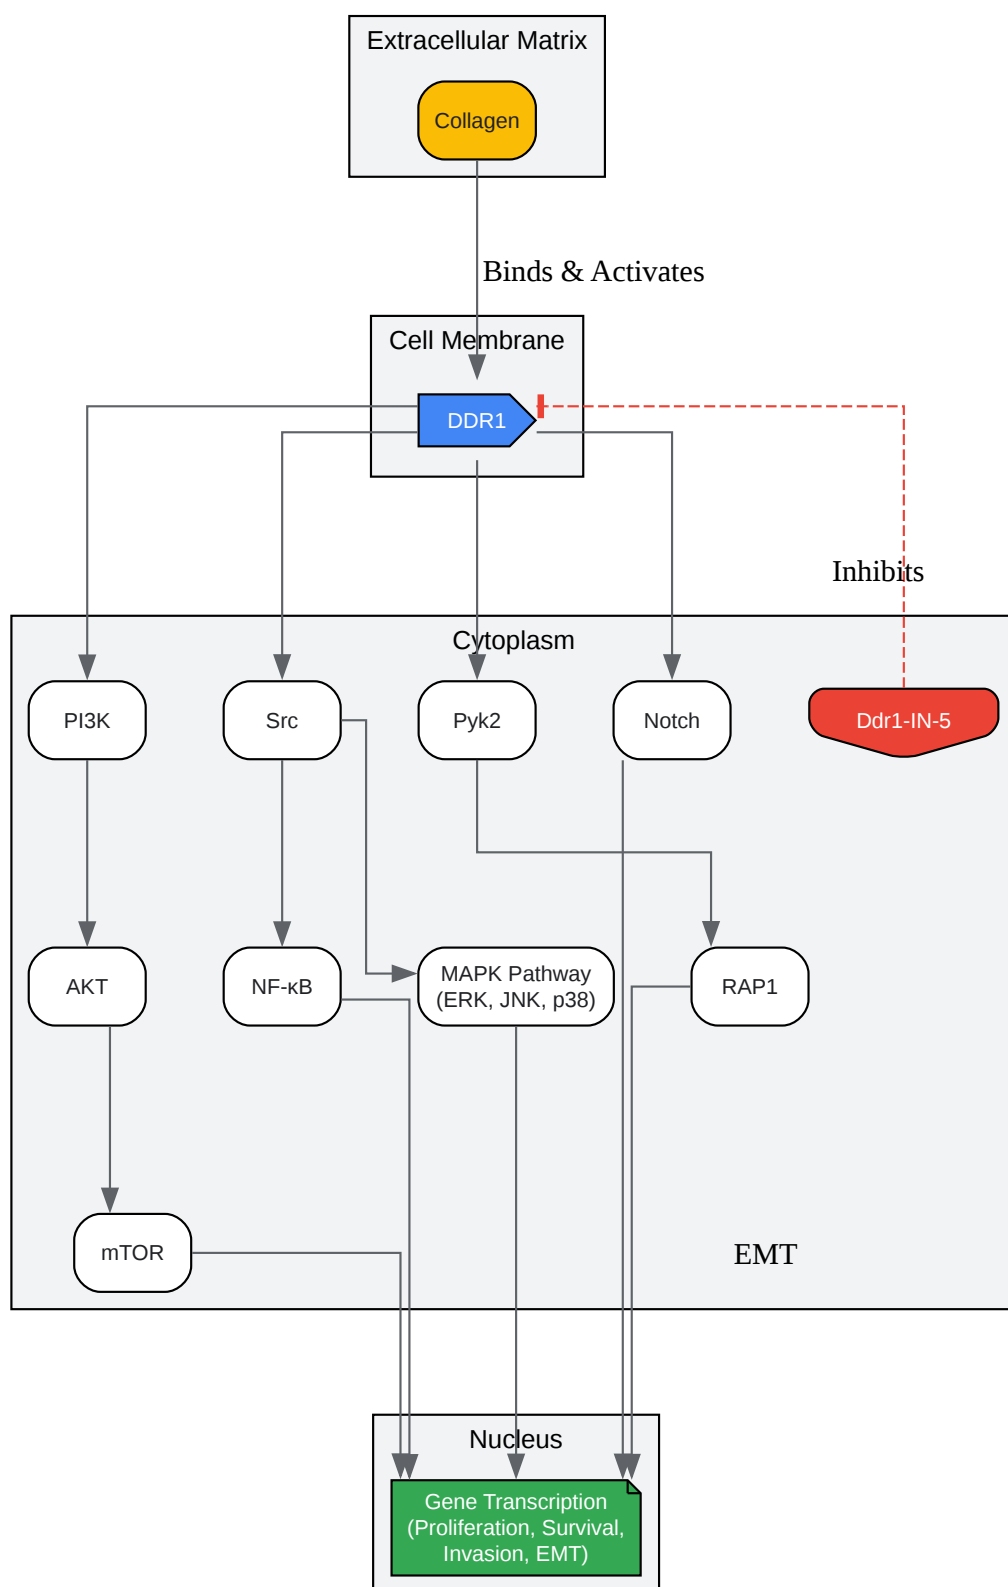 Extracellular Matrix
Collagen
Binds & Activates
Cell Membrane
DDR1
Inhibits
Cytoplasm
PI3K
Src
Pyk2
Notch
Ddr1-IN-5
AKT
NF-κB
MAPK Pathway
(ERK, JNK, p38)
RAP1
mTOR
EMT
Nucleus
Gene Transcription
(Proliferation, Survival,
Invasion, EMT)